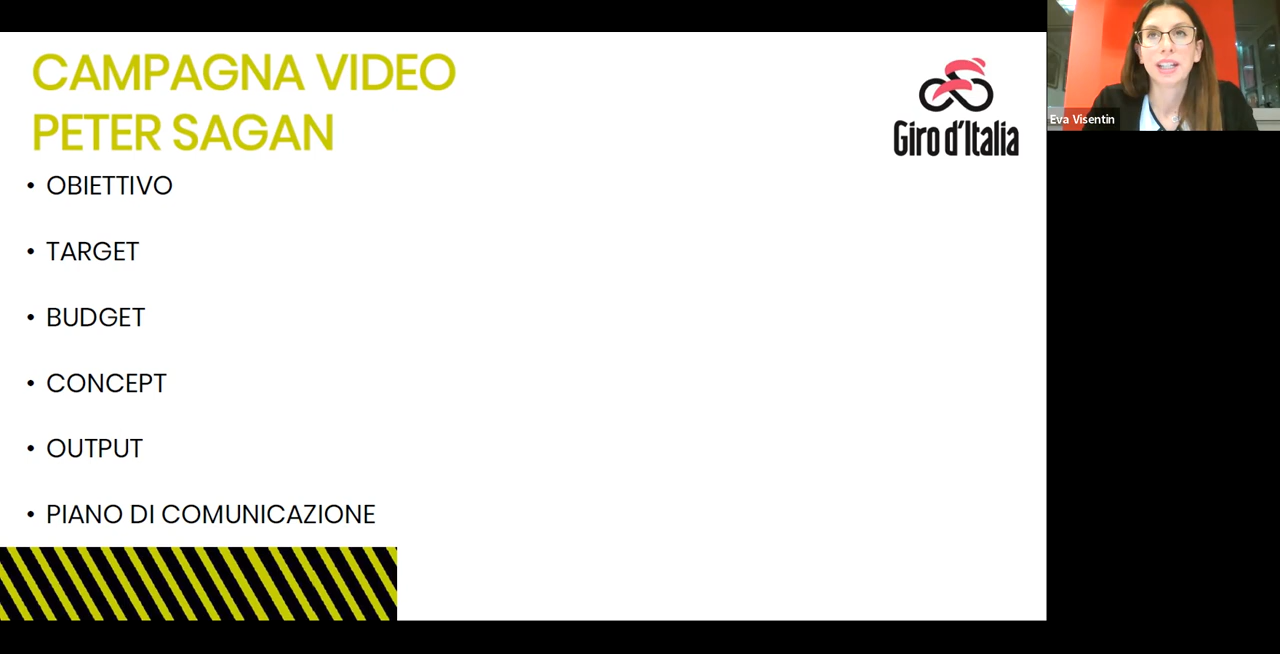 CAMPAGNA VIDEO
PETER SAGAN
Giro d'Italia
Eva Visentin
• OBIETTIVO
• TARGET
• BUDGET
• CONCEPT
• OUTPUT
• PIANO DI COMUNICAZIONE